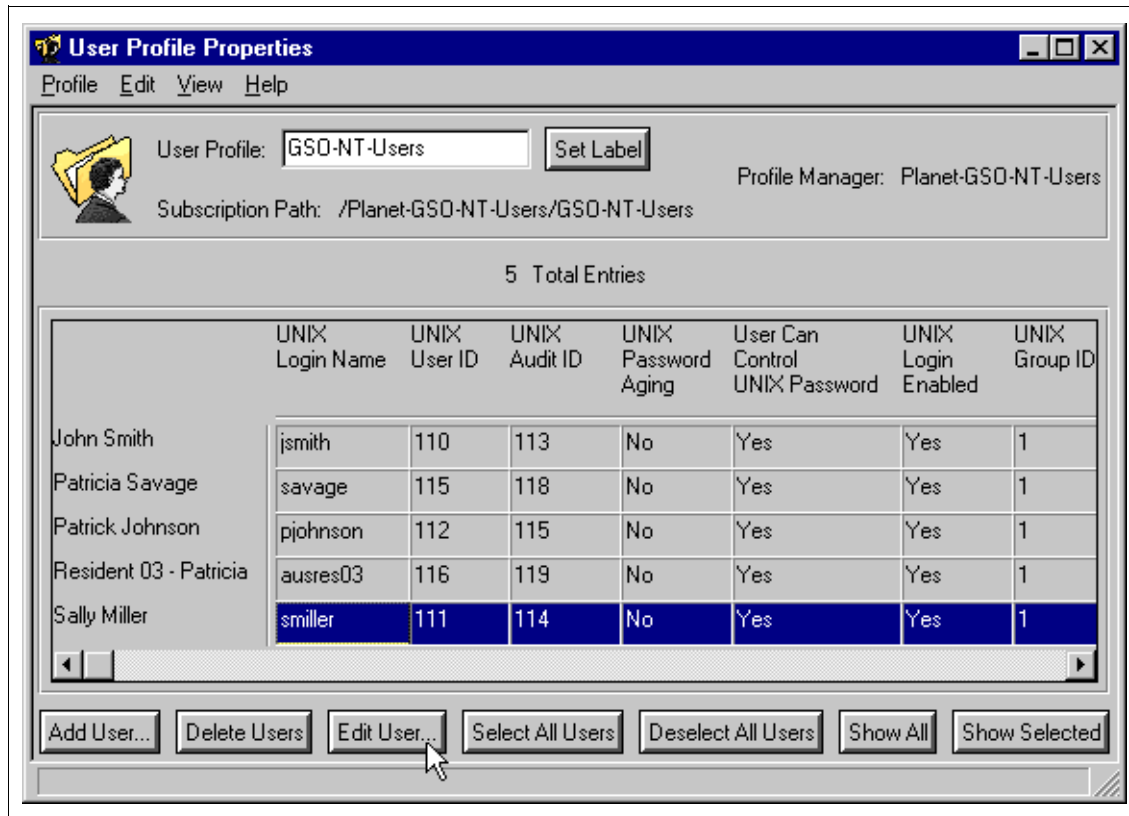 User Profile Properties
Profile Edit View Help
User Profile: GSO-NT-Users Set Label
Profile Manager: Planet-GSO-NT-Users
Subscription Path: /Planet-GSO-NT-Users/GSO-NT-Users
5 Total Entries
UNIX Login Name UNIX User ID UNIX Audit ID UNIX Password Aging User Can Control UNIX Password UNIX Login Enabled UNIX Group ID
John Smith jsmith 110 113 No Yes Yes 1
Patricia Savage savage 115 118 No Yes Yes 1
Patrick Johnson pjohnson 112 115 No Yes Yes 1
Resident 03 - Patricia ausres03 116 119 No Yes Yes 1
Sally Miller smiller 111 114 No Yes Yes 1
Add User... Delete Users Edit User... Select All Users Deselect All Users Show All Show Selected